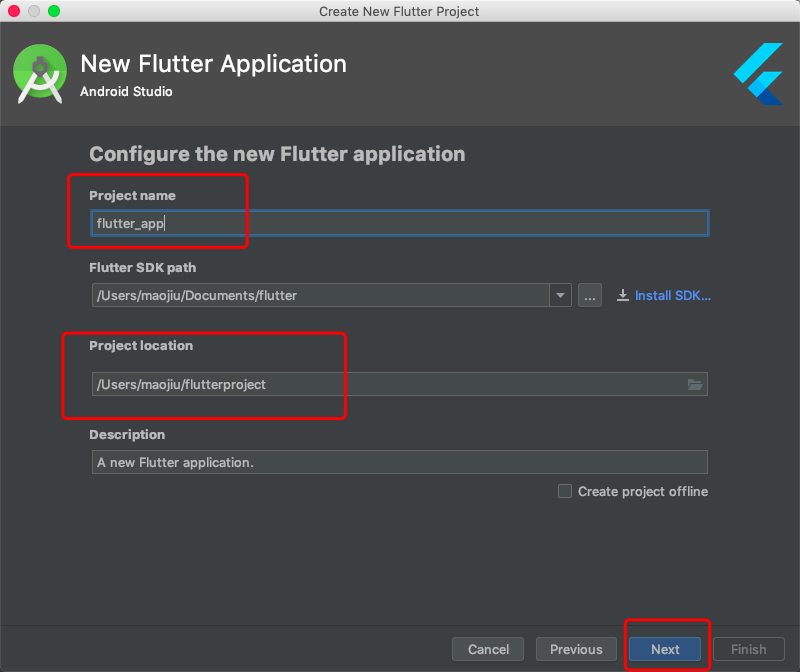 Create New Flutter Project
New Flutter Application
Android Studio
Configure the new Flutter application
Project name
flutter_app
Flutter SDK path
/Users/maojiu/Documents/flutter
... Install SDK...
Project location
/Users/maojiu/flutterproject
Description
A new Flutter application.
Create project offline
Cancel Previous Next Finish